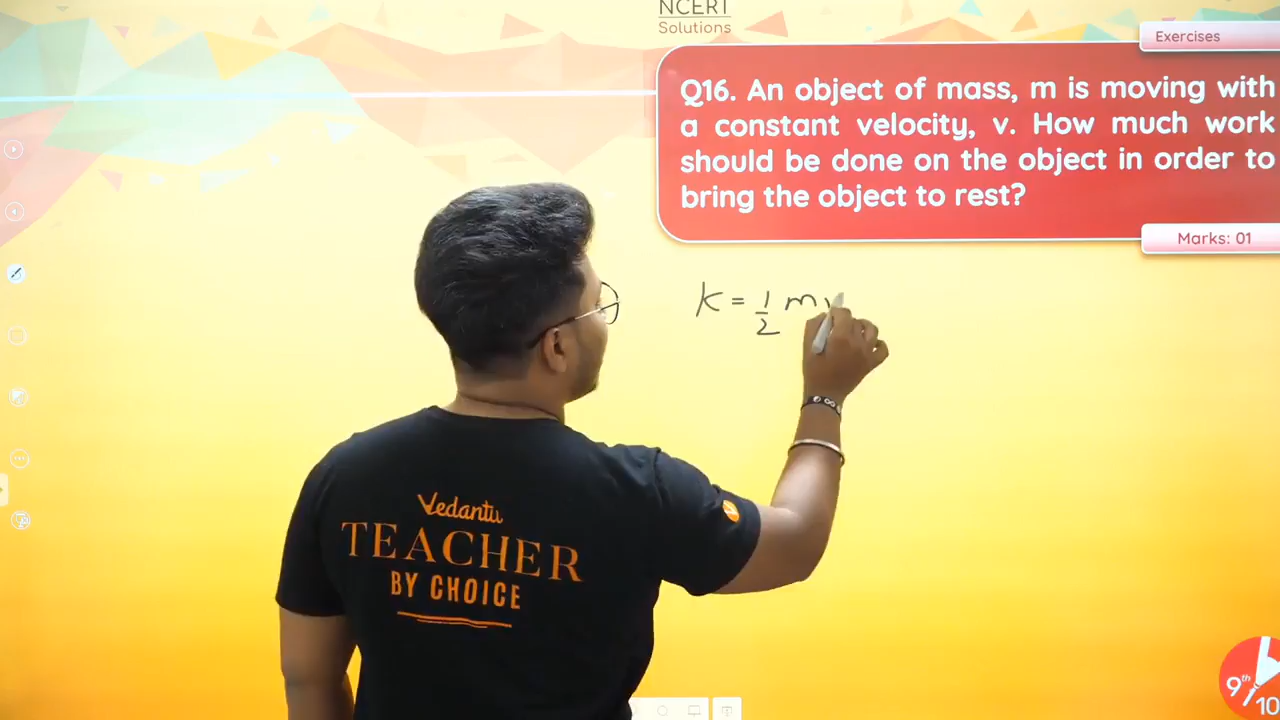 NCERT
Solutions
Exercises
Q16. An object of mass, m is moving with
a constant velocity, v. How much work
should be done on the object in order to
bring the object to rest?
Marks: 01
K = 1/2 mv
Vedantu
TEACHER
BY CHOICE
9th
10